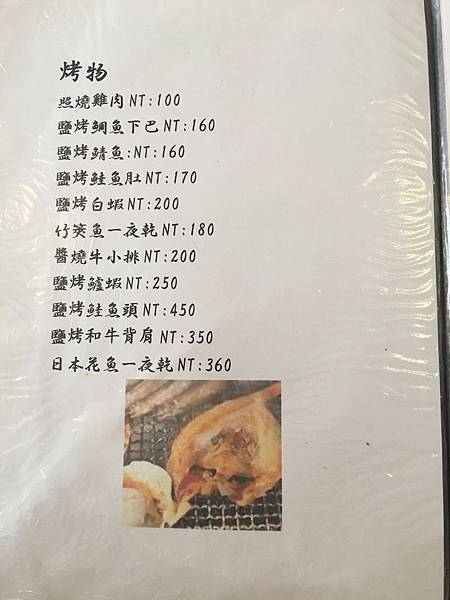 烤物
照燒雞肉NT:100
鹽烤鯛魚下巴NT:160
鹽烤鯖魚:NT:160
鹽烤鮭魚肚NT:170
鹽烤白蝦NT:200
竹筴魚一夜乾NT:180
醬燒牛小排NT:200
鹽烤鱸蝦NT:250
鹽烤鮭魚頭NT:450
鹽烤和牛背肩NT:350
日本花魚一夜乾NT:360